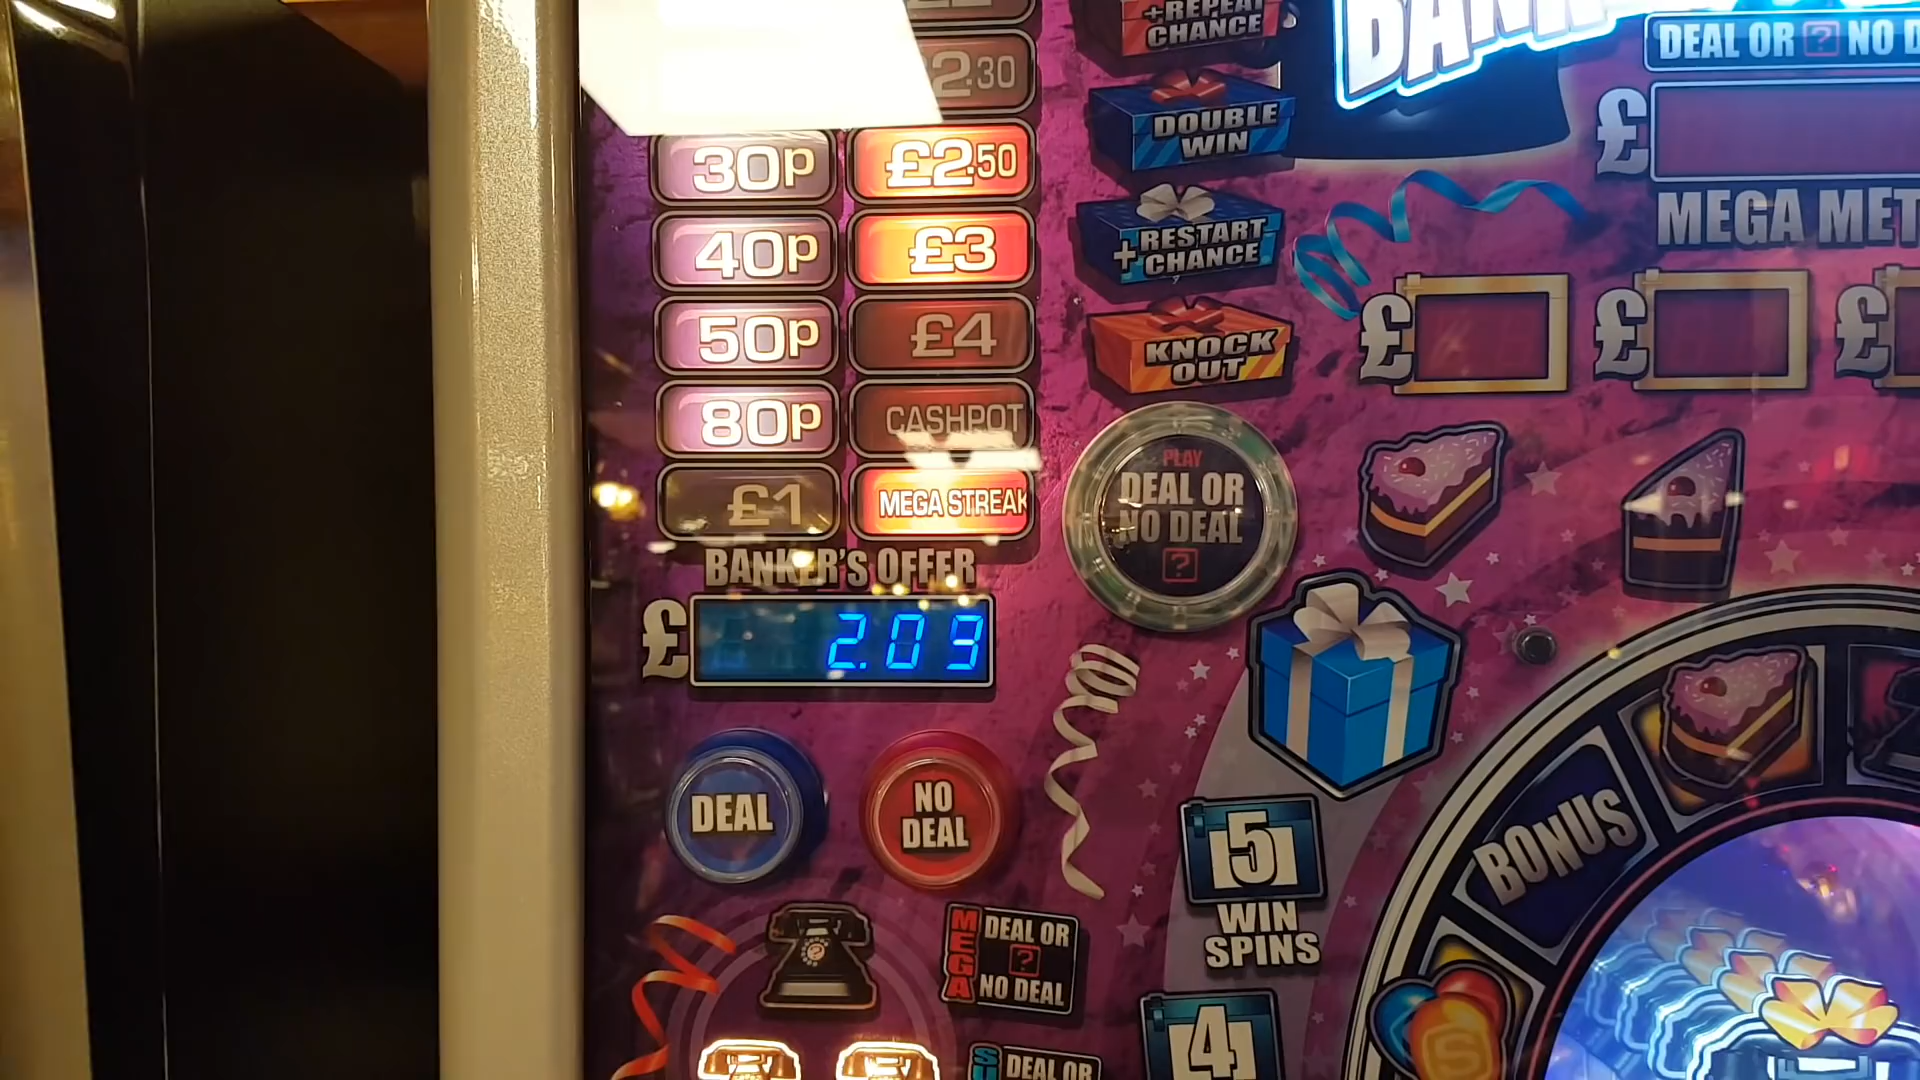 +REPEAT
CHANCE
DEAL OR ? NO
2.30
DOUBLE
WIN
30p
£2.50
£
MEGA
+RESTART
CHANCE
40p
£3
50p
£4
KNOCK
OUT
£
£
£
80p
CASHPOT
£1
MEGA STREAK
PLAY
DEAL OR
NO DEAL
?
BANKER'S OFFER
£ 2.09
DEAL
NO
DEAL
BONUS
5
WIN
SPINS
MEGA
DEAL OR
?
NO DEAL
4
DEAL OR